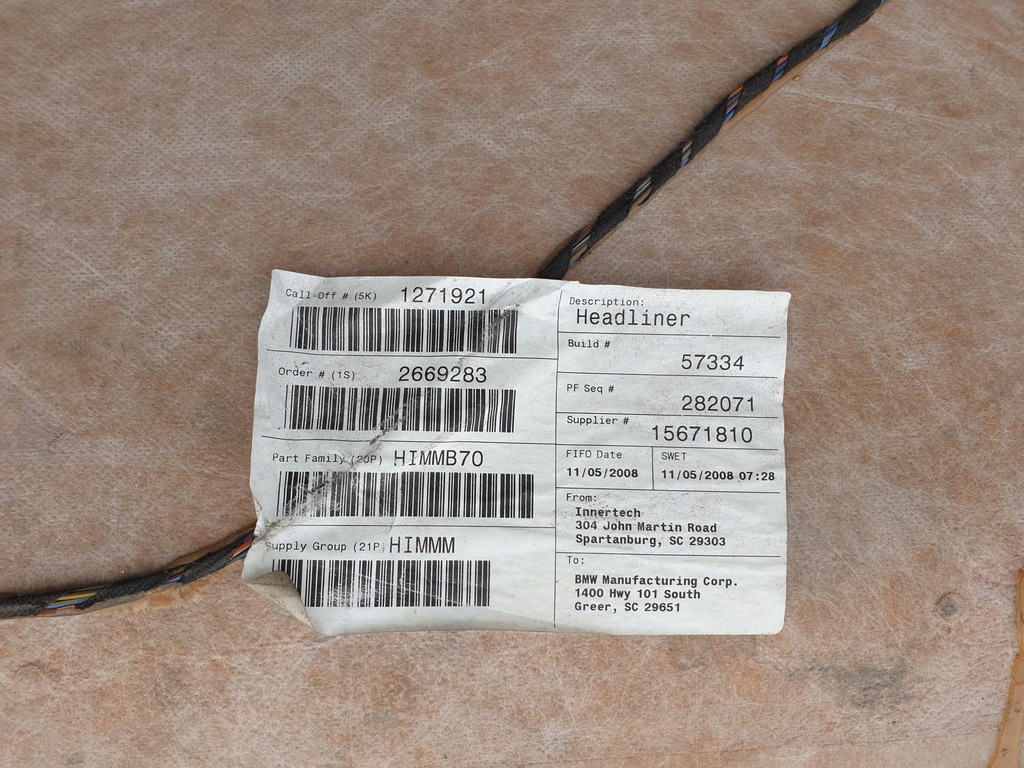 Call-Off # (5K) 1271921
Order # (1S) 2669283
Part Family (20P) HIMMB70
Supply Group (21P) HIMMM
Description:
Headliner
Build #
57334
PF Seq #
282071
Supplier #
15671810
FIFO Date
11/05/2008
SWET
11/05/2008 07:28
From:
Innertech
304 John Martin Road
Spartanburg, SC 29303
To:
BMW Manufacturing Corp.
1400 Hwy 101 South
Greer, SC 29651